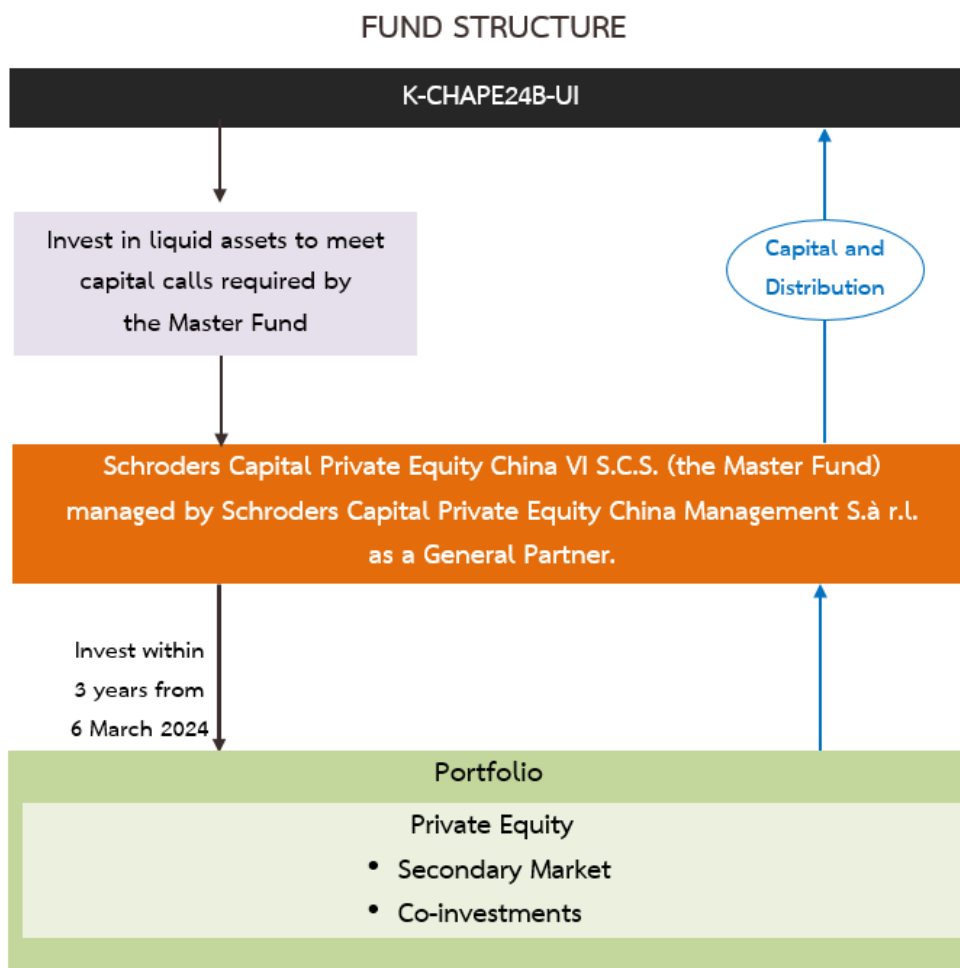 FUND STRUCTURE
K-CHAPE24B-UI
Invest in liquid assets to meet
capital calls required by
the Master Fund
Capital and
Distribution
Schroders Capital Private Equity China VI S.C.S. (the Master Fund)
managed by Schroders Capital Private Equity China Management S.à r.l.
as a General Partner.
Invest within
3 years from
6 March 2024
Portfolio
Private Equity
• Secondary Market
• Co-investments